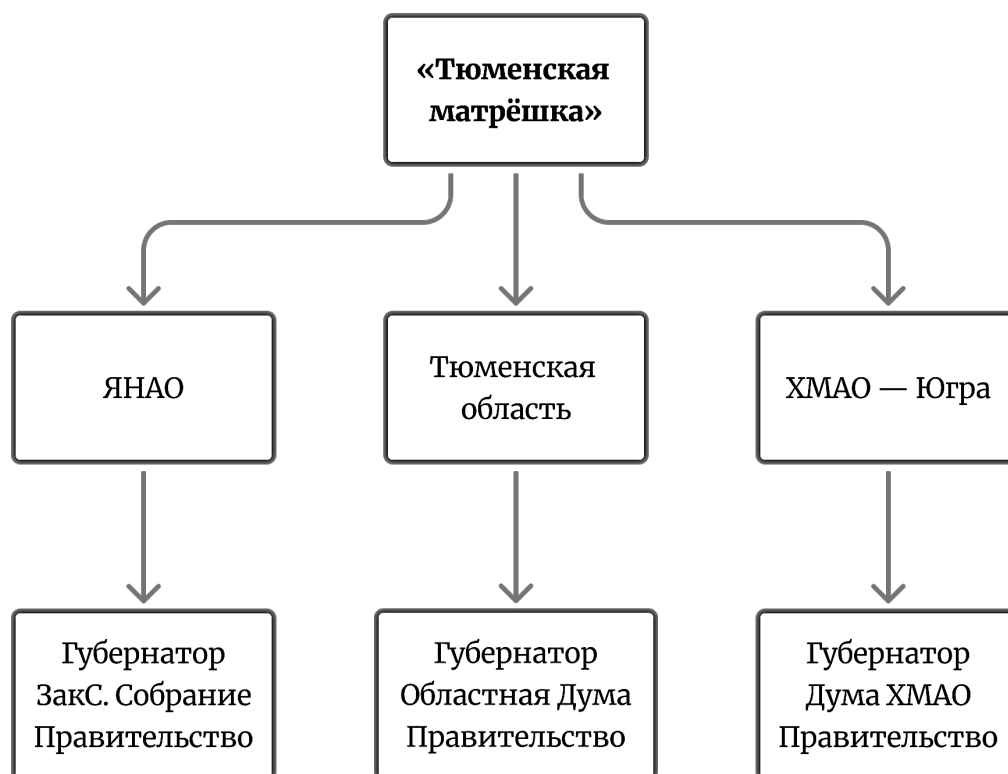 «Тюменская
матрёшка»
ЯНАО
Тюменская
область
ХМАО — Югра
Губернатор
ЗакС. Собрание
Правительство
Губернатор
Областная Дума
Правительство
Губернатор
Дума ХМАО
Правительство